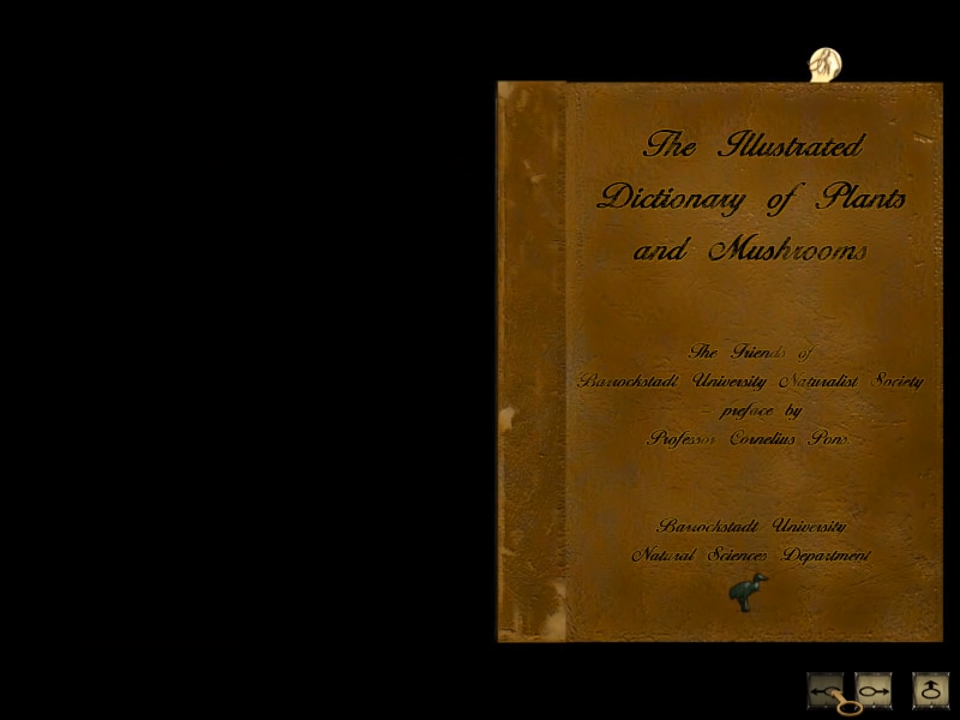 The Illustrated
Dictionary of Plants
and Mushrooms
The Friends of
Barrockstadt University Naturalist Society
- preface by
Professor Cornelius Pons
Barrockstadt University
Natural Sciences Department